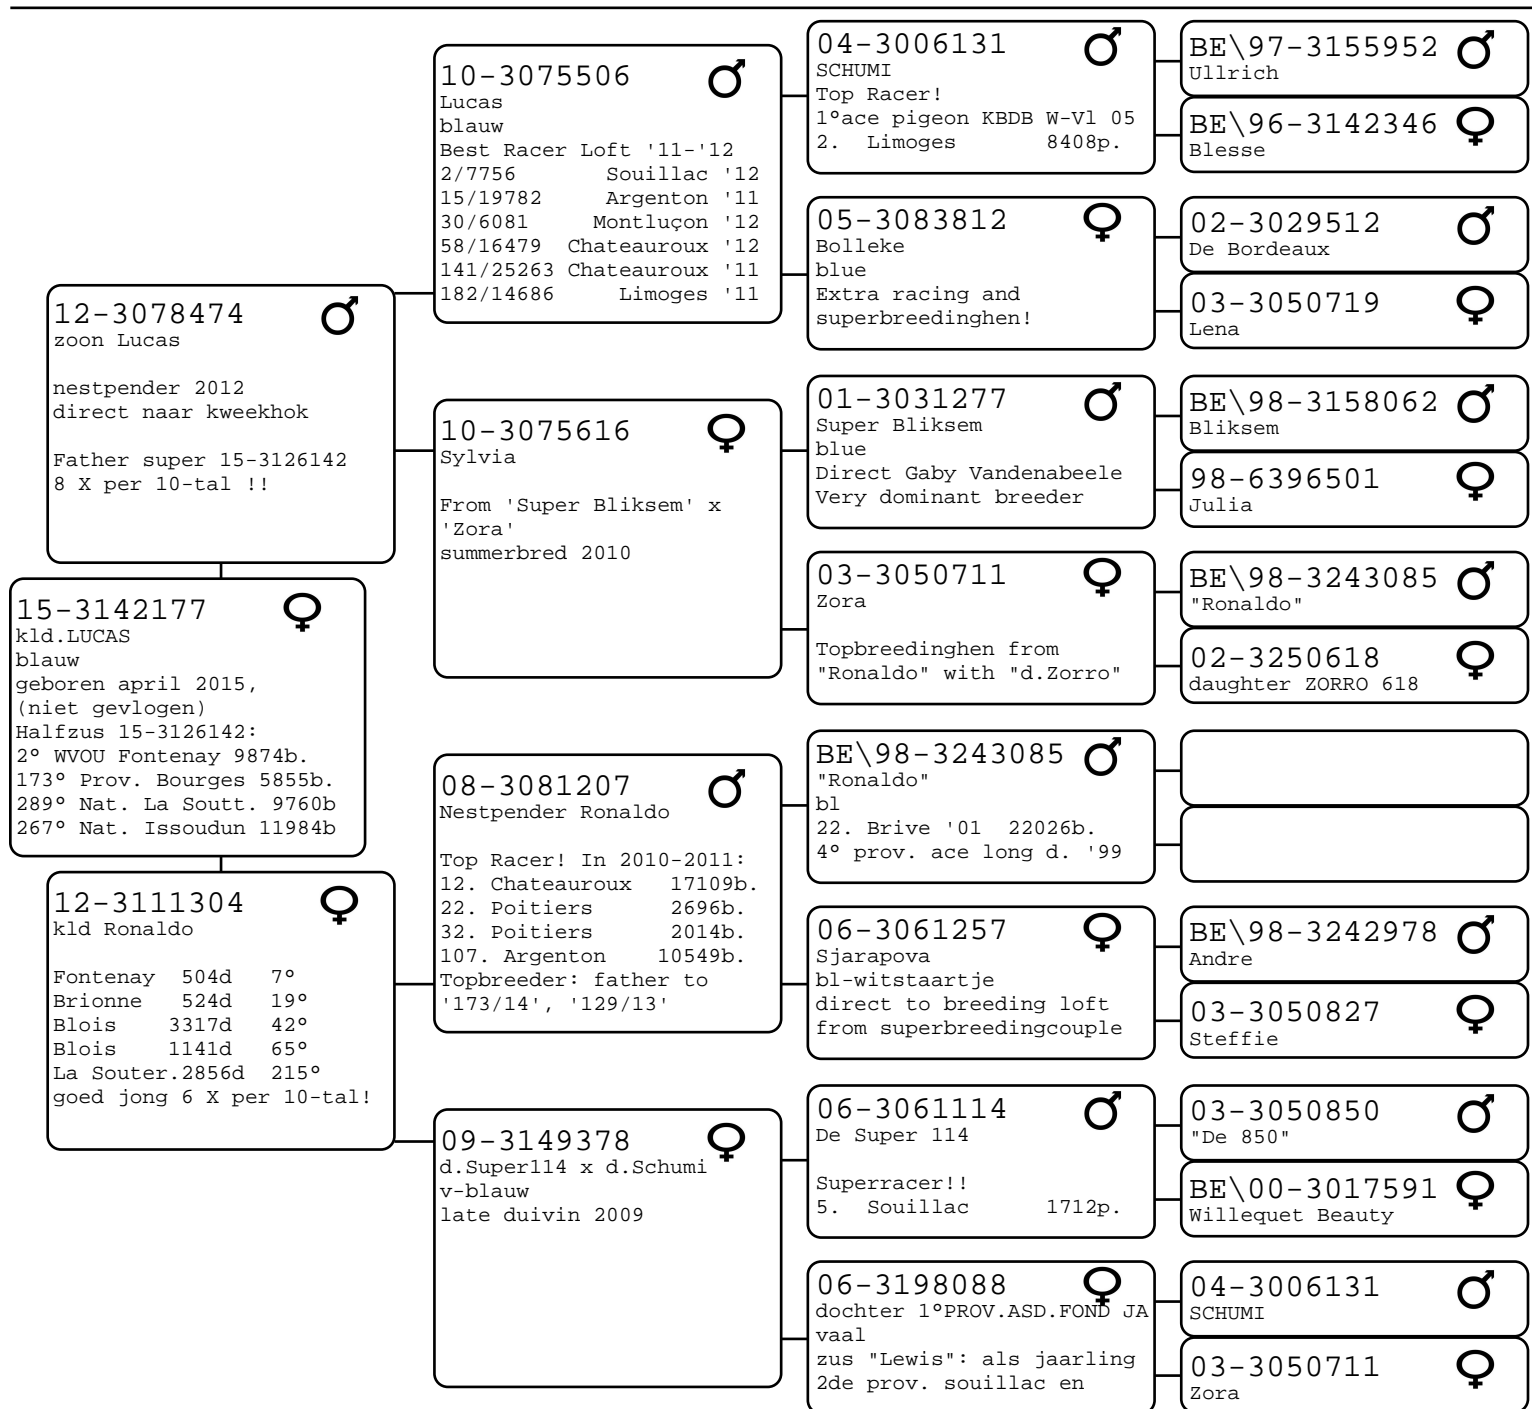 15-3142177
kld.LUCAS
blauw
geboren april 2015,
(niet gevlogen)
Halfzus 15-3126142:
2° WVOU Fontenay 9874b.
173° Prov. Bourges 5855b.
289° Nat. La Soutt. 9760b
267° Nat. Issoudun 11984b
12-3078474
zoon Lucas
nestpender 2012
direct naar kweekhok
Father super 15-3126142
8 X per 10-tal !!
12-3111304
kld Ronaldo
Fontenay 504d 7°
Brionne 524d 19°
Blois 3317d 42°
Blois 1141d 65°
La Souter.2856d 215°
goed jong 6 X per 10-tal!
10-3075506
Lucas
blauw
Best Racer Loft '11-'12
2/7756 Souillac '12
15/19782 Argenton '11
30/6081 Montluçon '12
58/16479 Chateauroux '12
141/25263 Chateauroux '11
182/14686 Limoges '11
10-3075616
Sylvia
From 'Super Bliksem' x
'Zora'
summerbred 2010
08-3081207
Nestpender Ronaldo
Top Racer! In 2010-2011:
12. Chateauroux 17109b.
22. Poitiers 2696b.
32. Poitiers 2014b.
107. Argenton 10549b.
Topbreeder: father to
'173/14', '129/13'
09-3149378
d.Super114 x d.Schumi
v-blauw
late duivin 2009
04-3006131
SCHUMI
Top Racer!
1°ace pigeon KBDB W-Vl 05
2. Limoges 8408p.
05-3083812
Bolleke
blue
Extra racing and
superbreedinghen!
01-3031277
Super Bliksem
blue
Direct Gaby Vandenabeele
Very dominant breeder
03-3050711
Zora
Topbreedinghen from
"Ronaldo" with "d.Zorro"
BE\98-3243085
"Ronaldo"
bl
22. Brive '01 22026b.
4° prov. ace long d. '99
06-3061257
Sjarapova
bl-witstaartje
direct to breeding loft
from superbreedingcouple
06-3061114
De Super 114
Superracer!!
5. Souillac 1712p.
06-3198088
dochter 1°PROV.ASD.FOND JA
vaal
zus "Lewis": als jaarling
2de prov. souillac en
BE\97-3155952
Ullrich
BE\96-3142346
Blesse
02-3029512
De Bordeaux
03-3050719
Lena
BE\98-3158062
Bliksem
98-6396501
Julia
BE\98-3243085
"Ronaldo"
02-3250618
daughter ZORRO 618
BE\98-3242978
Andre
03-3050827
Steffie
03-3050850
"De 850"
BE\00-3017591
Willequet Beauty
04-3006131
SCHUMI
03-3050711
Zora